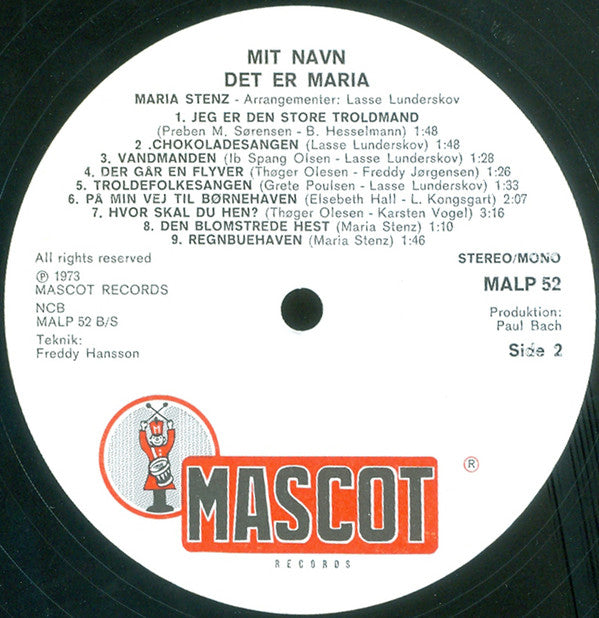 MIT NAVN
DET ER MARIA
MARIA STENZ - Arrangementer: Lasse Lunderskov
1. JEG ER DEN STORE TROLDMAND
(Preben M. Sørensen - B. Hesselmann) 1:48
2 .CHOKOLADESANGEN (Lasse Lunderskov) 1:48
3. VANDMANDEN (Ib Spang Olsen - Lasse Lunderskov) 1:28
4. DER GÅR EN FLYVER (Thøger Olesen - Freddy Jørgensen) 1:26
5. TROLDEFOLKESANGEN (Grete Poulsen - Lasse Lunderskov) 1:33
6. PÅ MIN VEJ TIL BØRNEHAVEN (Elsebeth Hall - L. Kongsgart) 2:07
7. HVOR SKAL DU HEN? (Thøger Olesen - Karsten Vogel) 3:16
8. DEN BLOMSTREDE HEST (Maria Stenz) 1:10
9. REGNBUEHAVEN (Maria Stenz) 1:46
All rights reserved
℗ 1973
MASCOT RECORDS
NCB
MALP 52 B/S
Teknik:
Freddy Hansson
STEREO/MONO
MALP 52
Produktion:
Paul Bach
Side 2
M
MASCOT ®
RECORDS